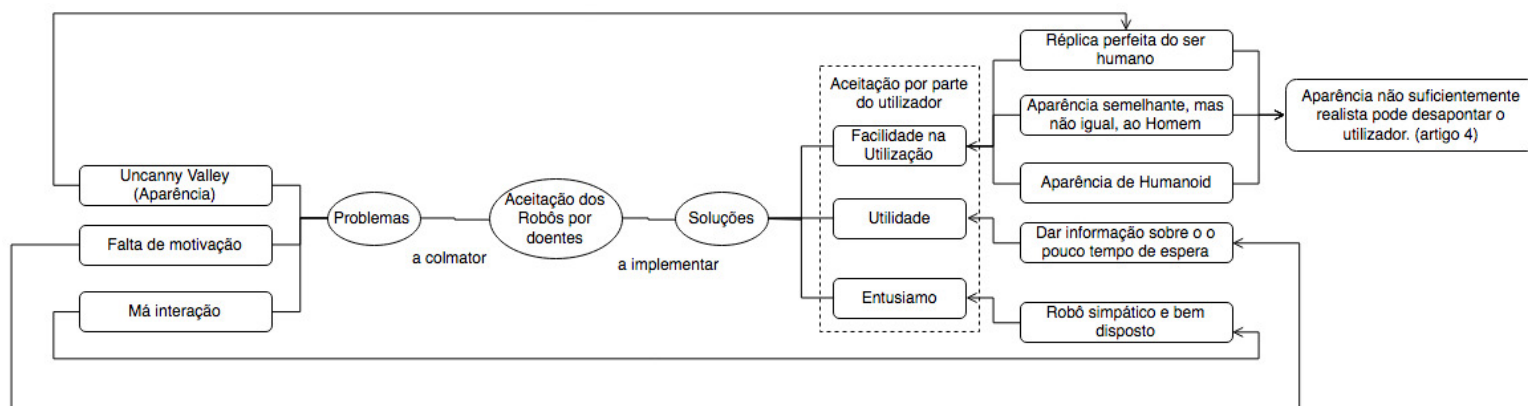 Uncanny Valley
(Aparência)
Falta de motivação
Má interação
Problemas
a colmator
Aceitação dos
Robôs por
doentes
a implementar
Soluções
Aceitação por parte
do utilizador
Facilidade na
Utilização
Utilidade
Entusiamo
Réplica perfeita do ser
humano
Aparência semelhante, mas
não igual, ao Homem
Aparência de Humanoid
Dar informação sobre o o
pouco tempo de espera
Robô simpático e bem
disposto
Aparência não suficientemente
realista pode desapontar o
utilizador. (artigo 4)